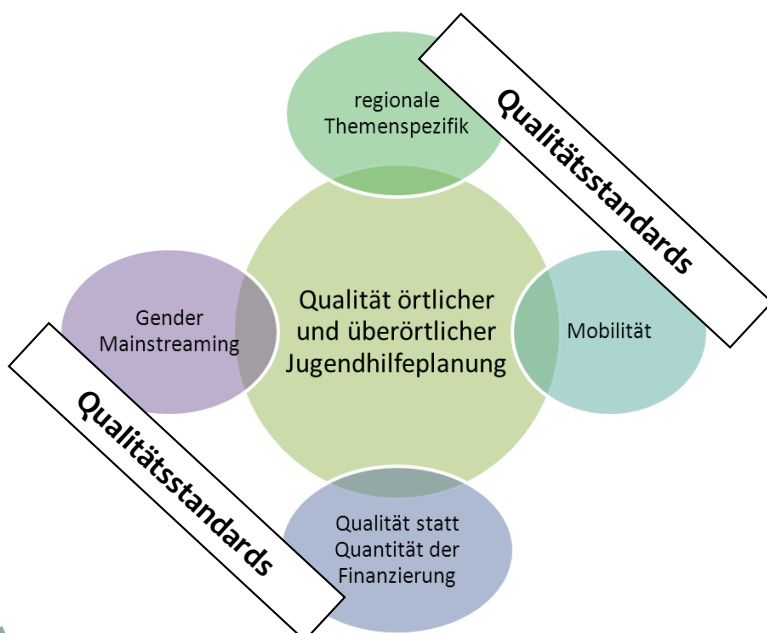 regionale
Themenspezifik
Qualitätsstandards
Gender
Mainstreaming
Qualität örtlicher
und überörtlicher
Jugendhilfeplanung
Mobilität
Qualitätsstandards
Qualität statt
Quantität der
Finanzierung